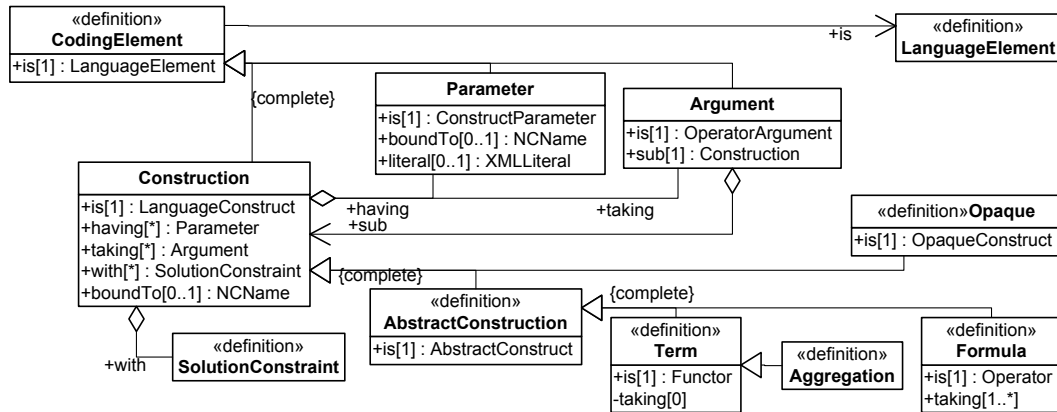 «definition»
CodingElement
+is[1] : LanguageElement
+is
«definition»
LanguageElement
{complete}
Parameter
+is[1] : ConstructParameter
+boundTo[0..1] : NCName
+literal[0..1] : XMLLiteral
Argument
+is[1] : OperatorArgument
+sub[1] : Construction
Construction
+is[1] : LanguageConstruct
+having[*] : Parameter
+taking[*] : Argument
+with[*] : SolutionConstraint
+boundTo[0..1] : NCName
+having
+taking
+sub
«definition»Opaque
+is[1] : OpaqueConstruct
{complete}
«definition»
AbstractConstruction
+is[1] : AbstractConstruct
{complete}
+with
«definition»
SolutionConstraint
«definition»
Term
+is[1] : Functor
-taking[0]
«definition»
Aggregation
«definition»
Formula
+is[1] : Operator
+taking[1..*]